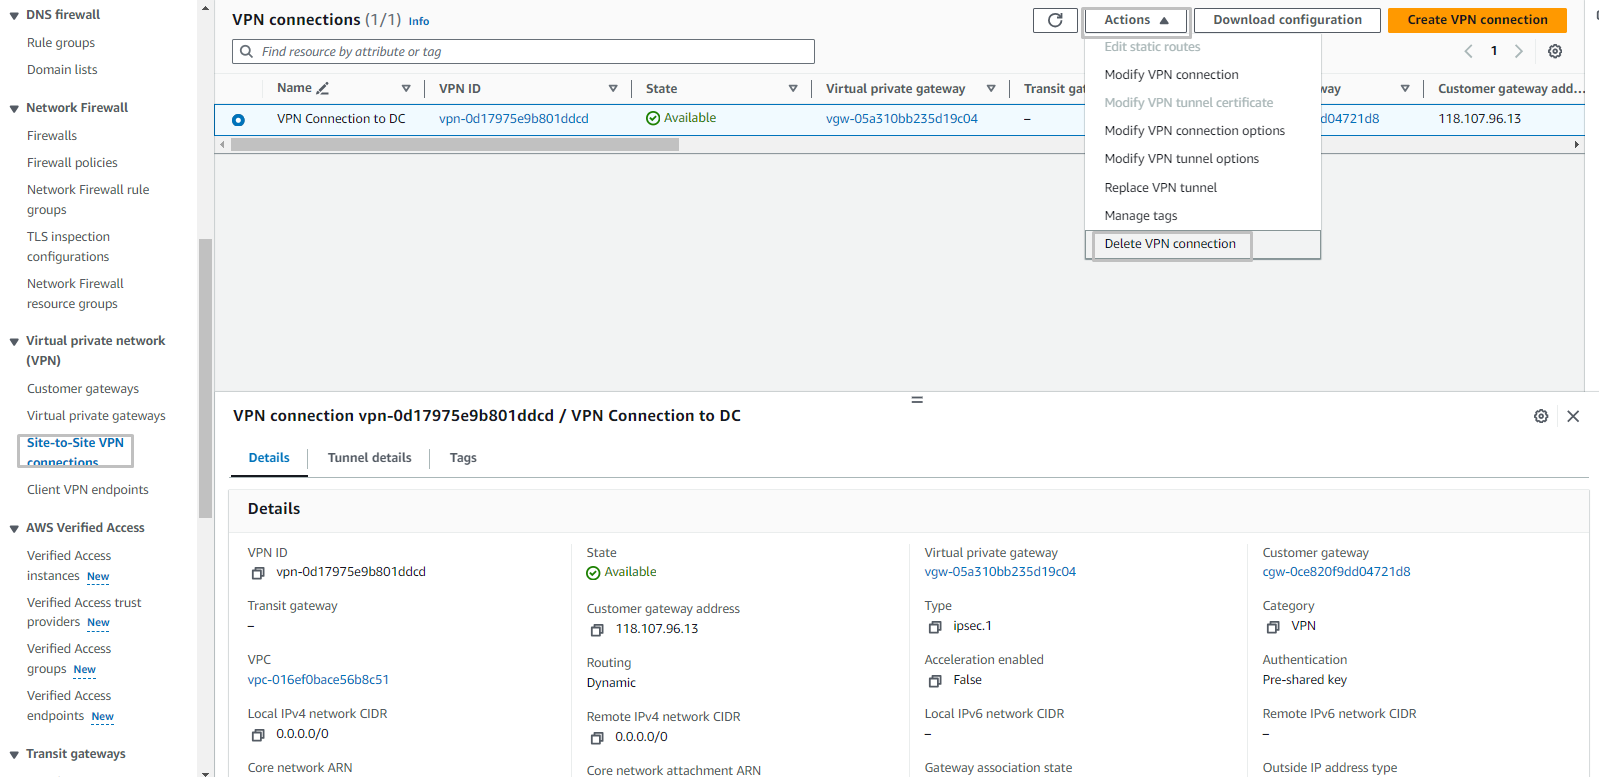 DNS firewall
Rule groups
Domain lists
Network Firewall
Firewalls
Firewall policies
Network Firewall rule
groups
TLS inspection
configurations
Network Firewall
resource groups
Virtual private network
(VPN)
Customer gateways
Virtual private gateways
Site-to-Site VPN
connections
Client VPN endpoints
AWS Verified Access
Verified Access
instances New
Verified Access trust
providers New
Verified Access
groups New
Verified Access
endpoints New
Transit gateways
VPN connections (1/1) Info
Actions
Download configuration
Create VPN connection
Find resource by attribute or tag
1
Name VPN ID State Virtual private gateway Transit gat way Customer gateway add...
VPN Connection to DC vpn-0d17975e9b801ddcd Available vgw-05a310bb235d19c04 – d04721d8 118.107.96.13
Edit static routes
Modify VPN connection
Modify VPN tunnel certificate
Modify VPN connection options
Modify VPN tunnel options
Replace VPN tunnel
Manage tags
Delete VPN connection
VPN connection vpn-0d17975e9b801ddcd / VPN Connection to DC
Details Tunnel details Tags
Details
VPN ID
vpn-0d17975e9b801ddcd
State
Available
Virtual private gateway
vgw-05a310bb235d19c04
Customer gateway
cgw-0ce820f9dd04721d8
Transit gateway
–
Customer gateway address
118.107.96.13
Type
ipsec.1
Category
VPN
VPC
vpc-016ef0bace56b8c51
Routing
Dynamic
Acceleration enabled
False
Authentication
Pre-shared key
Local IPv4 network CIDR
0.0.0.0/0
Remote IPv4 network CIDR
0.0.0.0/0
Local IPv6 network CIDR
–
Remote IPv6 network CIDR
–
Core network ARN
Core network attachment ARN
Gateway association state
Outside IP address type